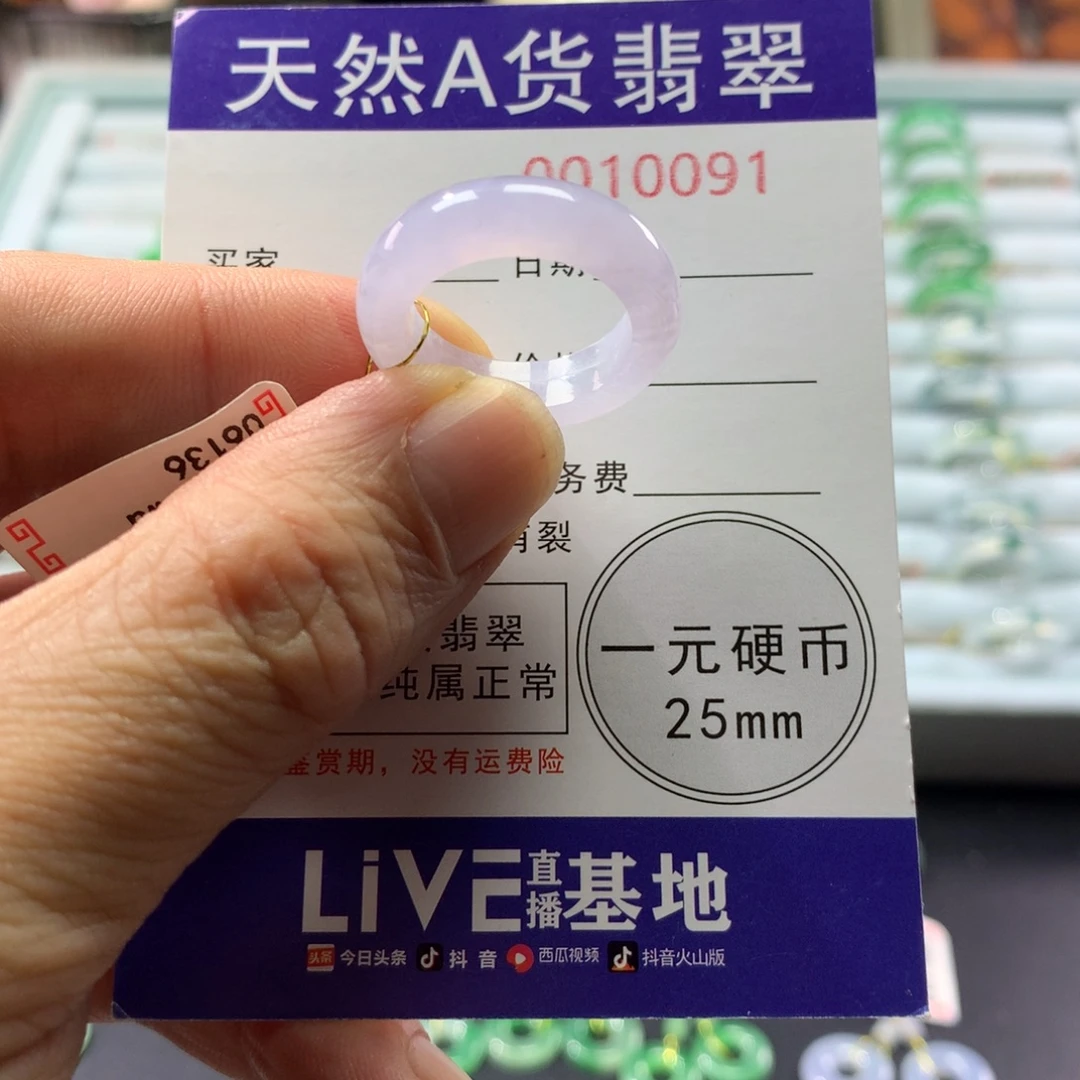 天然A货翡翠
0010091
买家 日期
务费
有裂
翡翠
纯属正常
一元硬币
25mm
鉴赏期，没有运费险
LiVE直播基地
今日头条 抖音 西瓜视频 抖音火山版
头条
06136